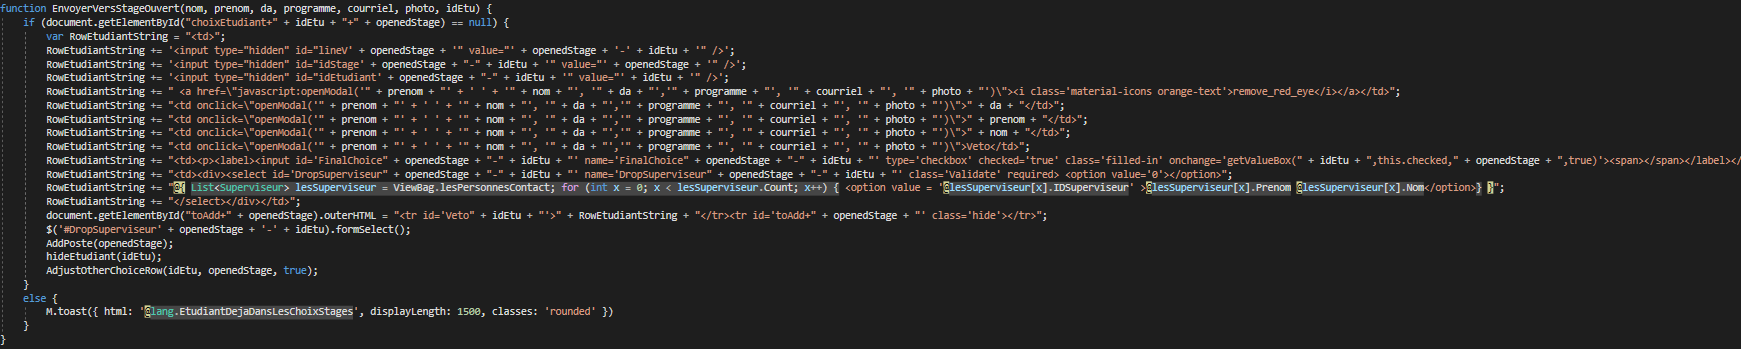 function EnvoyerVersStageOuvert(nom, prenom, da, programme, courriel, photo, idEtu) {
if (document.getElementById("choixEtudiant+" + idEtu + "+" + openedStage) == null) {
var RowEtudiantString = "<td>";
RowEtudiantString += '<input type="hidden" id="lineV' + openedStage + '" value="' + openedStage + '-' + idEtu + '" />';
RowEtudiantString += '<input type="hidden" id="idStage' + openedStage + "-" + idEtu + '" value="' + openedStage + '" />';
RowEtudiantString += '<input type="hidden" id="idEtudiant' + openedStage + "-" + idEtu + '" value="' + idEtu + '" />';
RowEtudiantString += " <a href=\"javascript:openModal('" + prenom + "' + ' ' + '" + nom + "', '" + da + "','" + programme + "', '" + courriel + "', '" + photo + "')\"><i class='material-icons orange-text'>remove_red_eye</i></a></td>";
RowEtudiantString += "<td onclick=\"openModal('" + prenom + "' + ' ' + '" + nom + "', '" + da + "','" + programme + "', '" + courriel + "', '" + photo + "')\">" + da + "</td>";
RowEtudiantString += "<td onclick=\"openModal('" + prenom + "' + ' ' + '" + nom + "', '" + da + "','" + programme + "', '" + courriel + "', '" + photo + "')\">" + prenom + "</td>";
RowEtudiantString += "<td onclick=\"openModal('" + prenom + "' + ' ' + '" + nom + "', '" + da + "','" + programme + "', '" + courriel + "', '" + photo + "')\">" + nom + "</td>";
RowEtudiantString += "<td onclick=\"openModal('" + prenom + "' + ' ' + '" + nom + "', '" + da + "','" + programme + "', '" + courriel + "', '" + photo + "')\">Veto</td>";
RowEtudiantString += "<td><p><label><input id='FinalChoice" + openedStage + "-" + idEtu + "' name='FinalChoice" + openedStage + "-" + idEtu + "' type='checkbox' checked='true' class='filled-in' onchange='getValueBox(" + idEtu + ",this.checked," + openedStage + ",true)'><span></span></label></
RowEtudiantString += "<td><div><select id='DropSuperviseur" + openedStage + "-" + idEtu + "' name='DropSuperviseur" + openedStage + "-" + idEtu + "' class='Validate' required> <option value='0'></option>";
RowEtudiantString += "@{ List<Superviseur> lesSuperviseur = ViewBag.lesPersonnesContact; for (int x = 0; x < lesSuperviseur.Count; x++) { <option value = '@lesSuperviseur[x].IDSuperviseur' >@lesSuperviseur[x].Prenom @lesSuperviseur[x].Nom</option>} }";
RowEtudiantString += "</select></div></td>";
document.getElementById("toAdd+" + openedStage).outerHTML = "<tr id='Veto" + idEtu + "'>" + RowEtudiantString + "</tr><tr id='toAdd+" + openedStage + "' class='hide'></tr>";
$('#DropSuperviseur' + openedStage + '-' + idEtu).formSelect();
AddPoste(openedStage);
hideEtudiant(idEtu);
AdjustOtherChoiceRow(idEtu, openedStage, true);
}
else {
M.toast({ html: '@lang.EtudiantDejaDansLesChoixStages', displayLength: 1500, classes: 'rounded' })
}
}